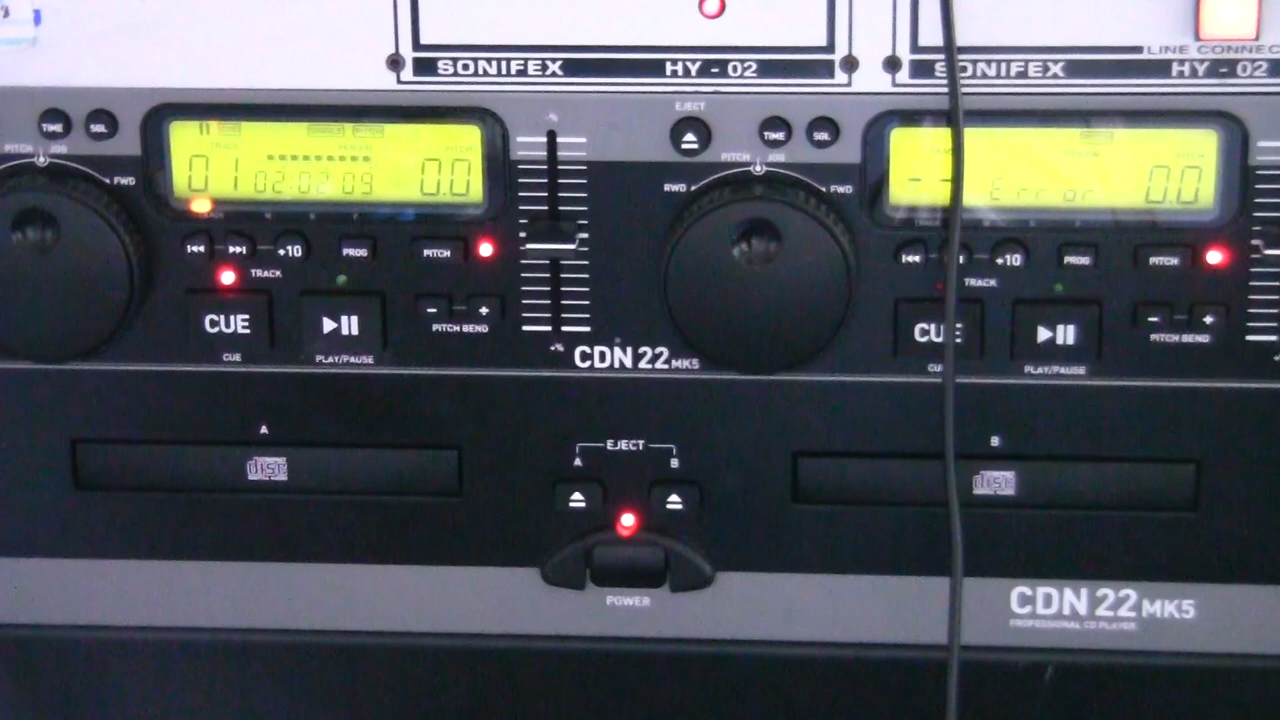 LINE CONNEC
SONIFEX HY - 02
SONIFEX HY - 02
EJECT
TIME SGL
TIME SGL
PITCH JOG
PITCH JOG
FWD
RWD FWD
01 02:02 09 0.0
-- Error 0.0
+10 PROG PITCH
+10 PROG PITCH
TRACK
TRACK
- +
PITCH BEND
- +
PITCH BEND
CUE
CUE
CUE
PLAY/PAUSE
PLAY/PAUSE
CDN 22 MK5
A
EJECT
A B
B
disc
disc
POWER
CDN 22 MK5
PROFESSIONAL CD PLAYER